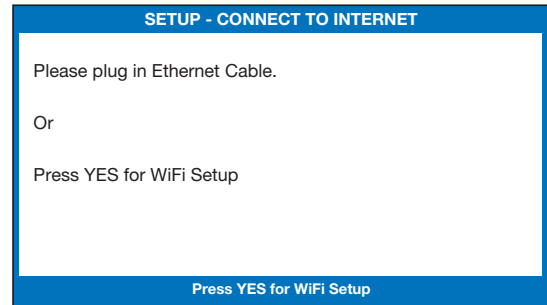 SETUP - CONNECT TO INTERNET
Please plug in Ethernet Cable.
Or
Press YES for WiFi Setup
Press YES for WiFi Setup